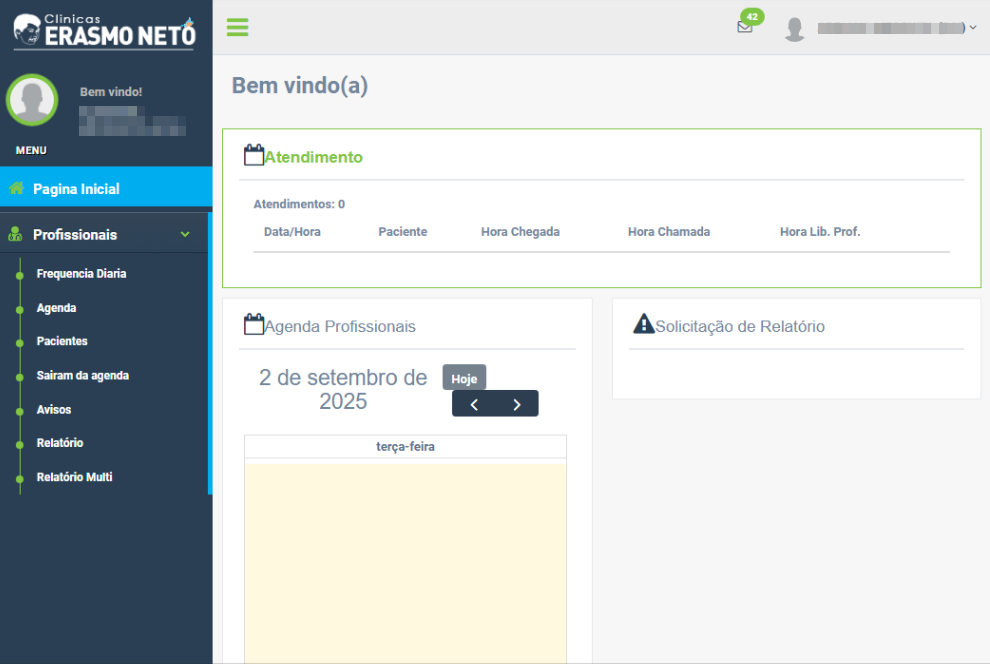 Clinicas
ERASMO NETO
42
Bem vindo!
MENU
Pagina Inicial
Profissionais
Frequencia Diaria
Agenda
Pacientes
Sairam da agenda
Avisos
Relatório
Relatório Multi
Bem vindo(a)
Atendimento
Atendimentos: 0
Data/Hora Paciente Hora Chegada Hora Chamada Hora Lib. Prof.
Agenda Profissionais
2 de setembro de
2025
Hoje
terça-feira
Solicitação de Relatório